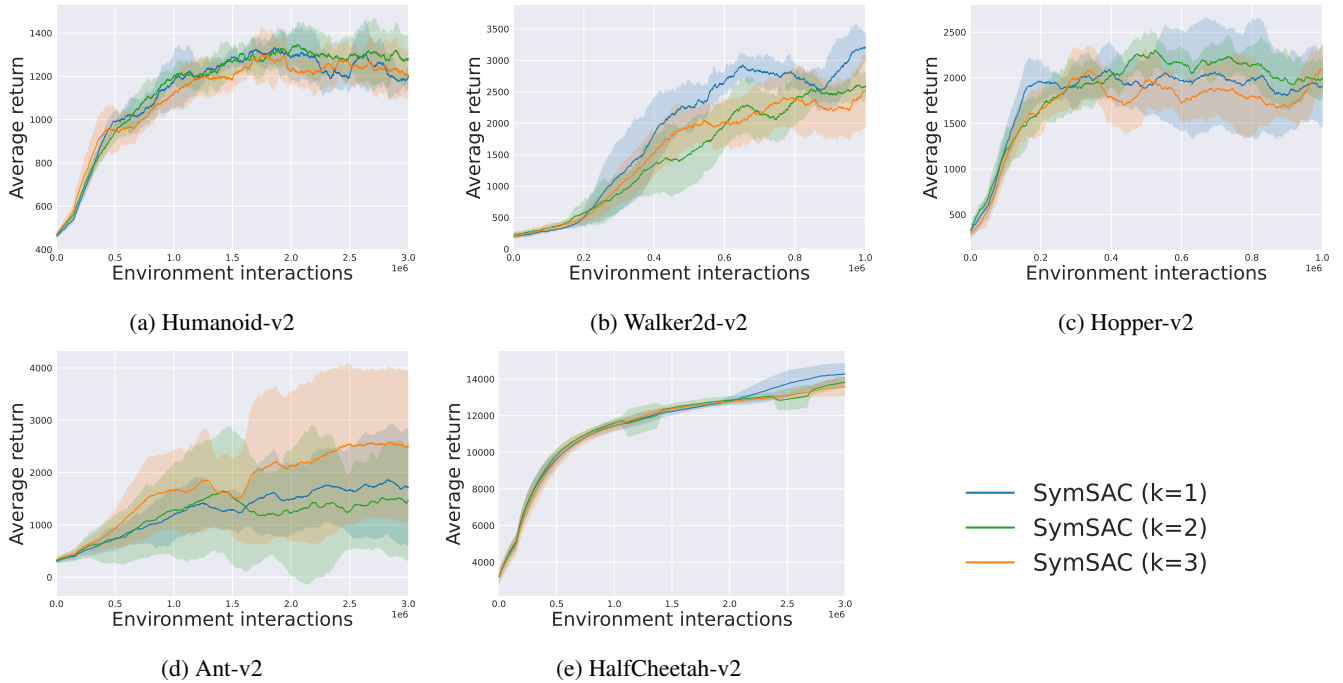 1400
1200
1000
800
600
400
Average return
0.0 0.5 1.0 1.5 2.0 2.5 3.0
1e6
Environment interactions
(a) Humanoid-v2
3500
3000
2500
2000
1500
1000
500
0
Average return
0.0 0.2 0.4 0.6 0.8 1.0
1e6
Environment interactions
(b) Walker2d-v2
2500
2000
1500
1000
500
Average return
0.0 0.2 0.4 0.6 0.8 1.0
1e6
Environment interactions
(c) Hopper-v2
4000
3000
2000
1000
0
Average return
0.0 0.5 1.0 1.5 2.0 2.5 3.0
1e6
Environment interactions
(d) Ant-v2
14000
12000
10000
8000
6000
4000
Average return
0.0 0.5 1.0 1.5 2.0 2.5 3.0
1e6
Environment interactions
(e) HalfCheetah-v2
SymSAC (k=1)
SymSAC (k=2)
SymSAC (k=3)